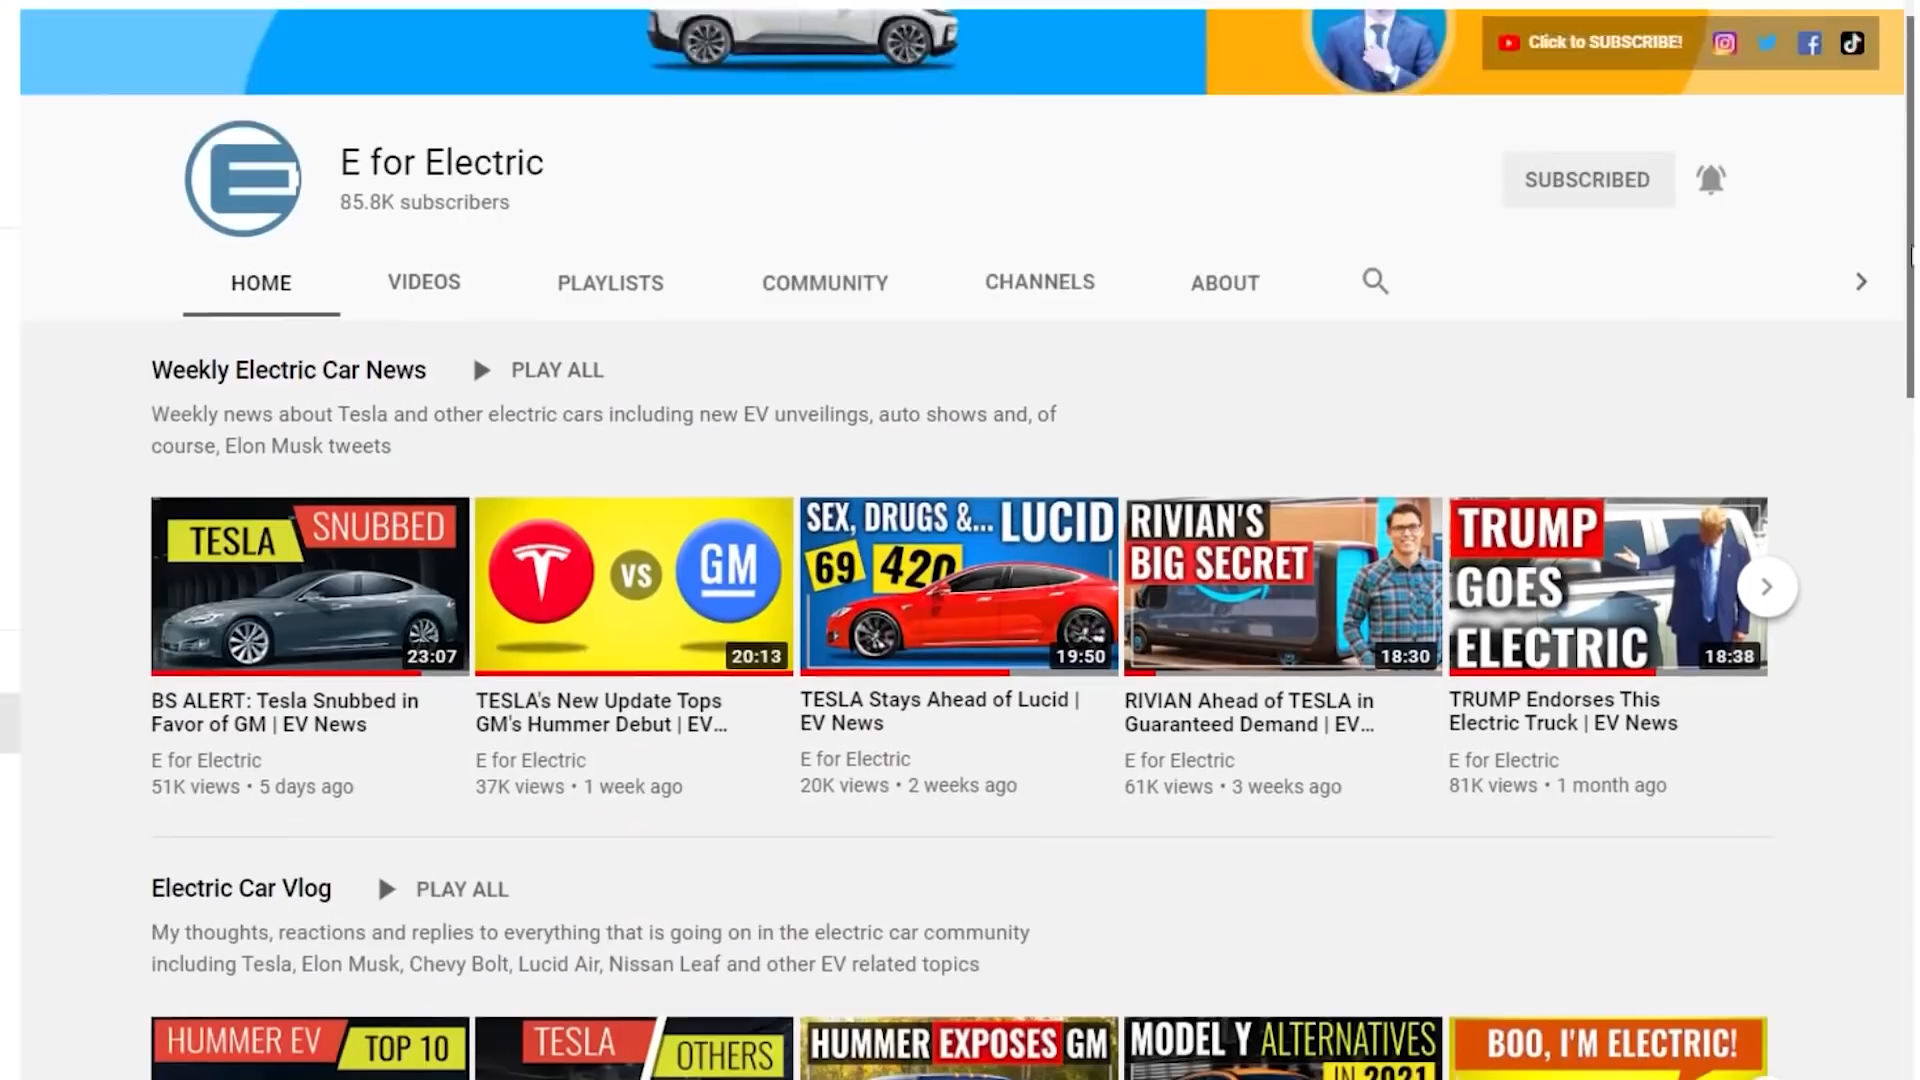 Click to SUBSCRIBE!
E for Electric
85.8K subscribers
SUBSCRIBED
HOME
VIDEOS
PLAYLISTS
COMMUNITY
CHANNELS
ABOUT
Weekly Electric Car News
PLAY ALL
Weekly news about Tesla and other electric cars including new EV unveilings, auto shows and, of
course, Elon Musk tweets
TESLA
SNUBBED
23:07
VS
GM
20:13
SEX, DRUGS &... LUCID
69 420
19:50
RIVIAN'S
BIG SECRET
18:30
TRUMP
GOES
ELECTRIC
18:38
BS ALERT: Tesla Snubbed in
Favor of GM | EV News
E for Electric
51K views • 5 days ago
TESLA's New Update Tops
GM's Hummer Debut | EV...
E for Electric
37K views • 1 week ago
TESLA Stays Ahead of Lucid |
EV News
E for Electric
20K views • 2 weeks ago
RIVIAN Ahead of TESLA in
Guaranteed Demand | EV...
E for Electric
61K views • 3 weeks ago
TRUMP Endorses This
Electric Truck | EV News
E for Electric
81K views • 1 month ago
Electric Car Vlog
PLAY ALL
My thoughts, reactions and replies to everything that is going on in the electric car community
including Tesla, Elon Musk, Chevy Bolt, Lucid Air, Nissan Leaf and other EV related topics
HUMMER EV
TOP 10
TESLA
OTHERS
HUMMER EXPOSES GM
MODEL Y ALTERNATIVES
IN 2021
BOO, I'M ELECTRIC!